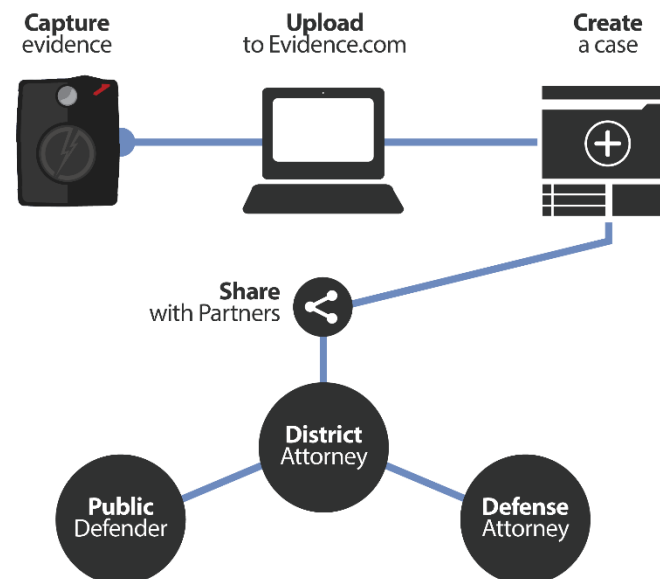 Capture
evidence
Upload
to Evidence.com
Create
a case
Share
with Partners
District
Attorney
Public
Defender
Defense
Attorney